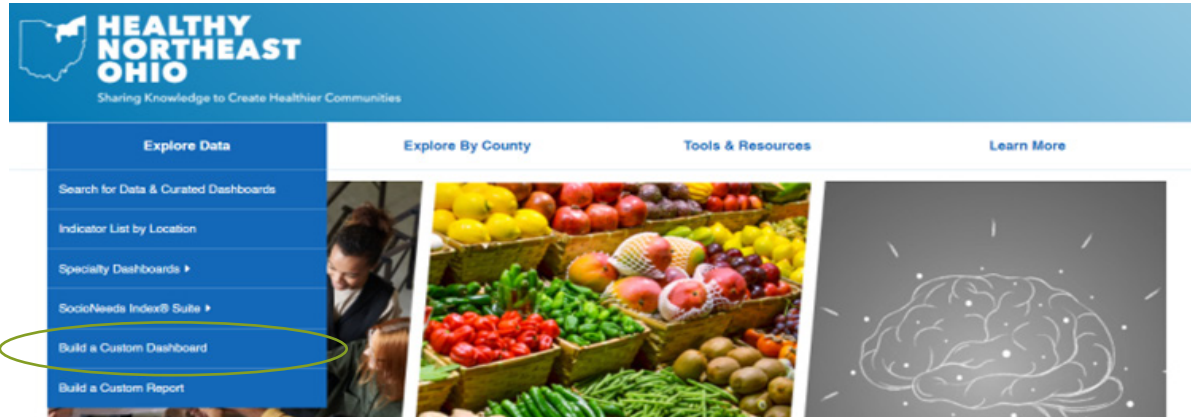 HEALTHY
NORTHEAST
OHIO
Sharing Knowledge to Create Healthier Communities
Explore Data Explore By County Tools & Resources Learn More
Search for Data & Curated Dashboards
Indicator List by Location
Specialty Dashboards
SocioNeeds Index® Suite
Build a Custom Dashboard
Build a Custom Report